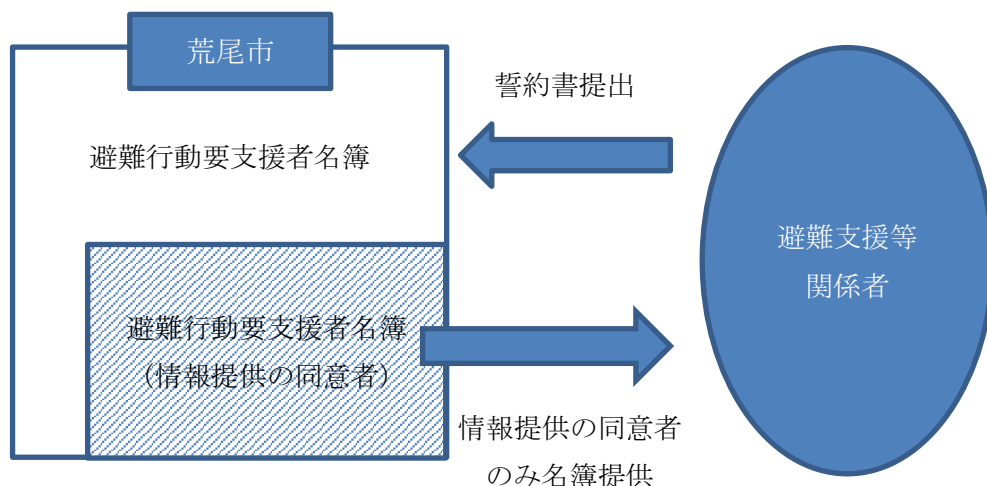 荒尾市
誓約書提出
避難行動要支援者名簿
避難支援等
関係者
避難行動要支援者名簿
（情報提供の同意者）
情報提供の同意者
のみ名簿提供